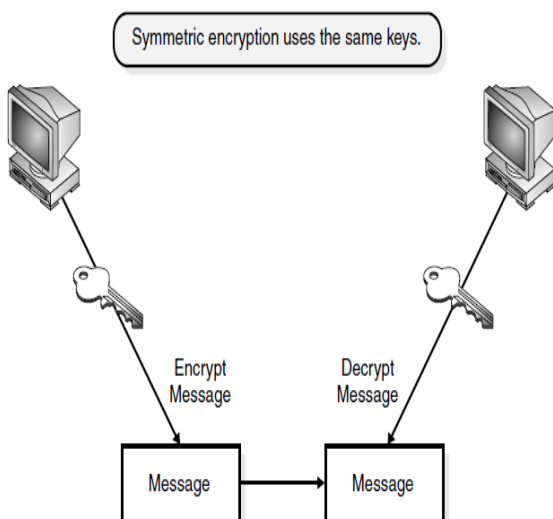 Symmetric encryption uses the same keys.
Encrypt
Message
Decrypt
Message
Message
Message